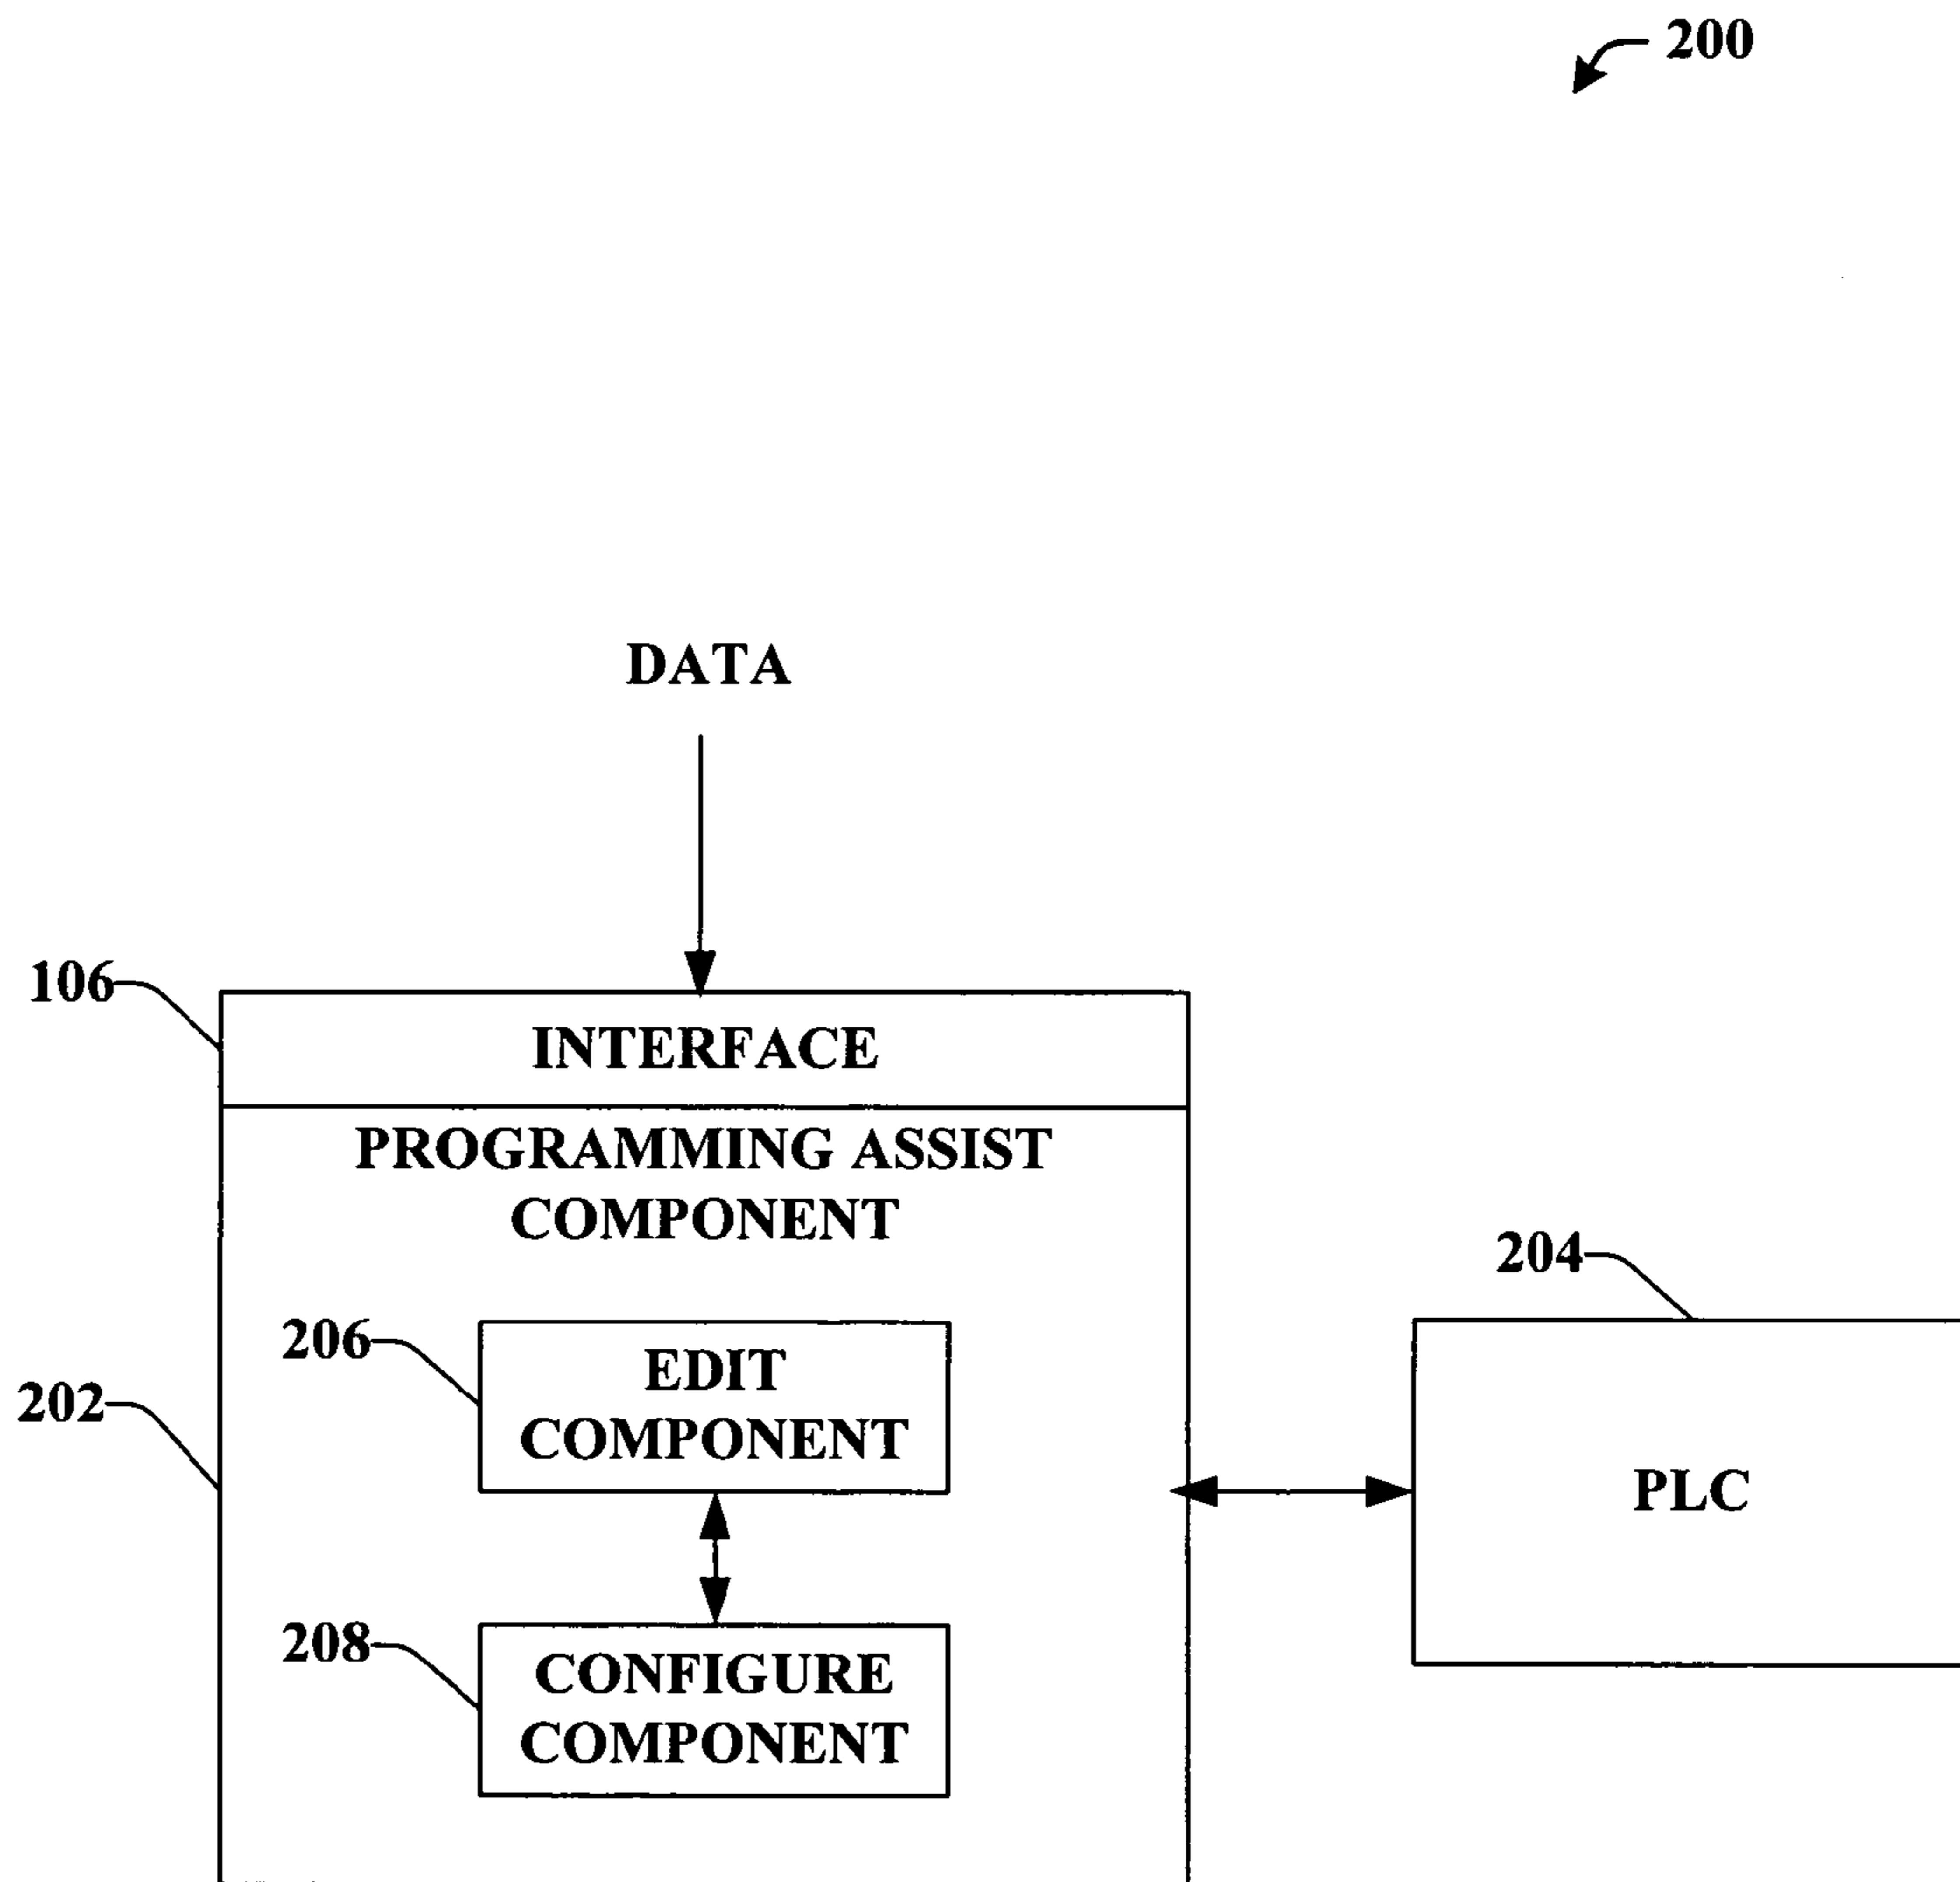 200
DATA
106
INTERFACE
PROGRAMMING ASSIST
COMPONENT
204
206
EDIT
COMPONENT
202
PLC
208
CONFIGURE
COMPONENT